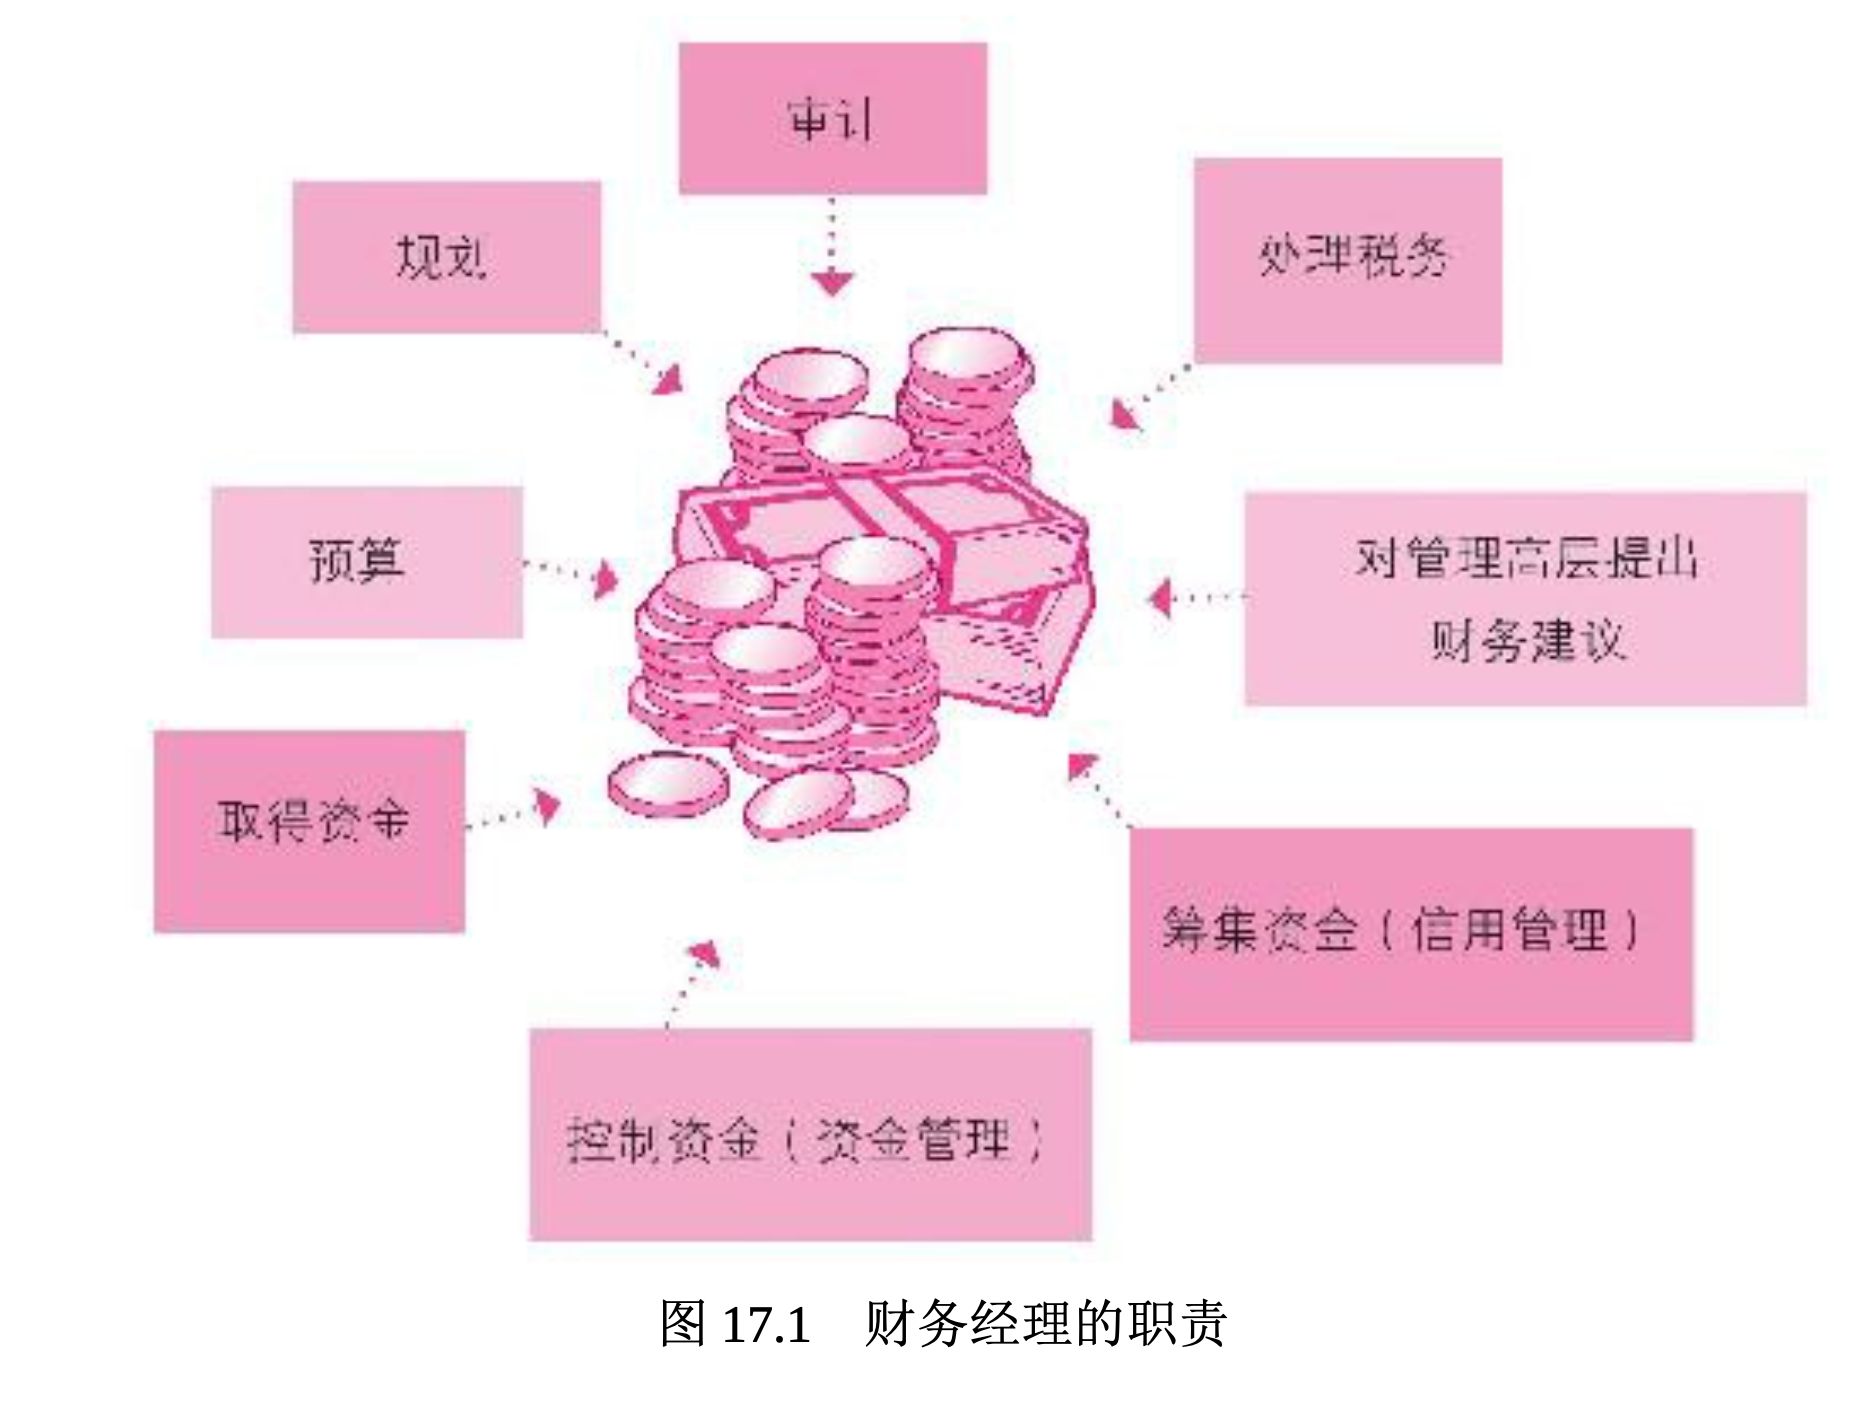 审计
规划
处理税务
预算
对管理高层提出
财务建议
取得资金
筹集资金（信用管理）
控制资金（资金管理）
图 17.1 财务经理的职责